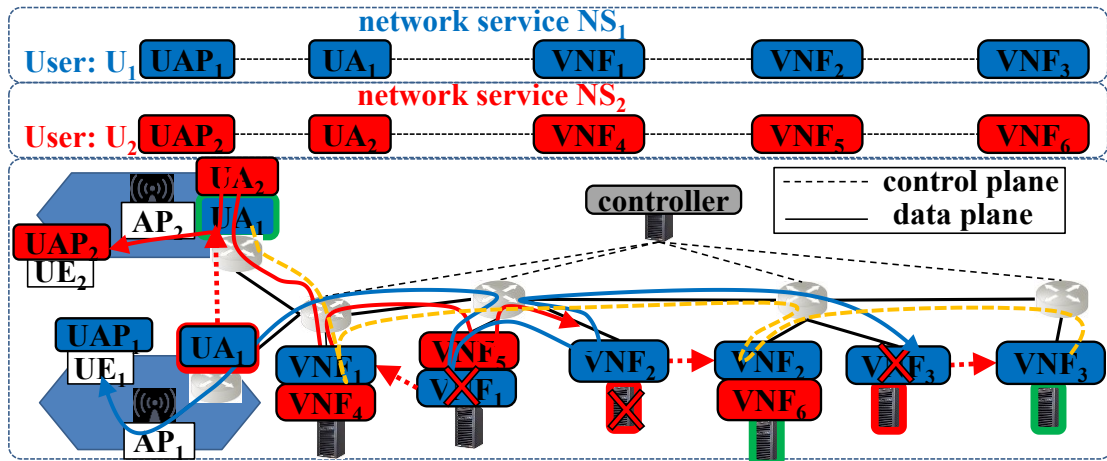 network service NS1
User: U1 UAP1 UA1 VNF1 VNF2 VNF3
network service NS2
User: U2 UAP2 UA2 VNF4 VNF5 VNF6
UA2
AP2
UA1
UAP2
UE2
controller
control plane
data plane
UAP1
UE1
UA1
AP1
VNF1
VNF4
VNF5
VNF1
VNF2
VNF2
VNF6
VNF3
VNF3